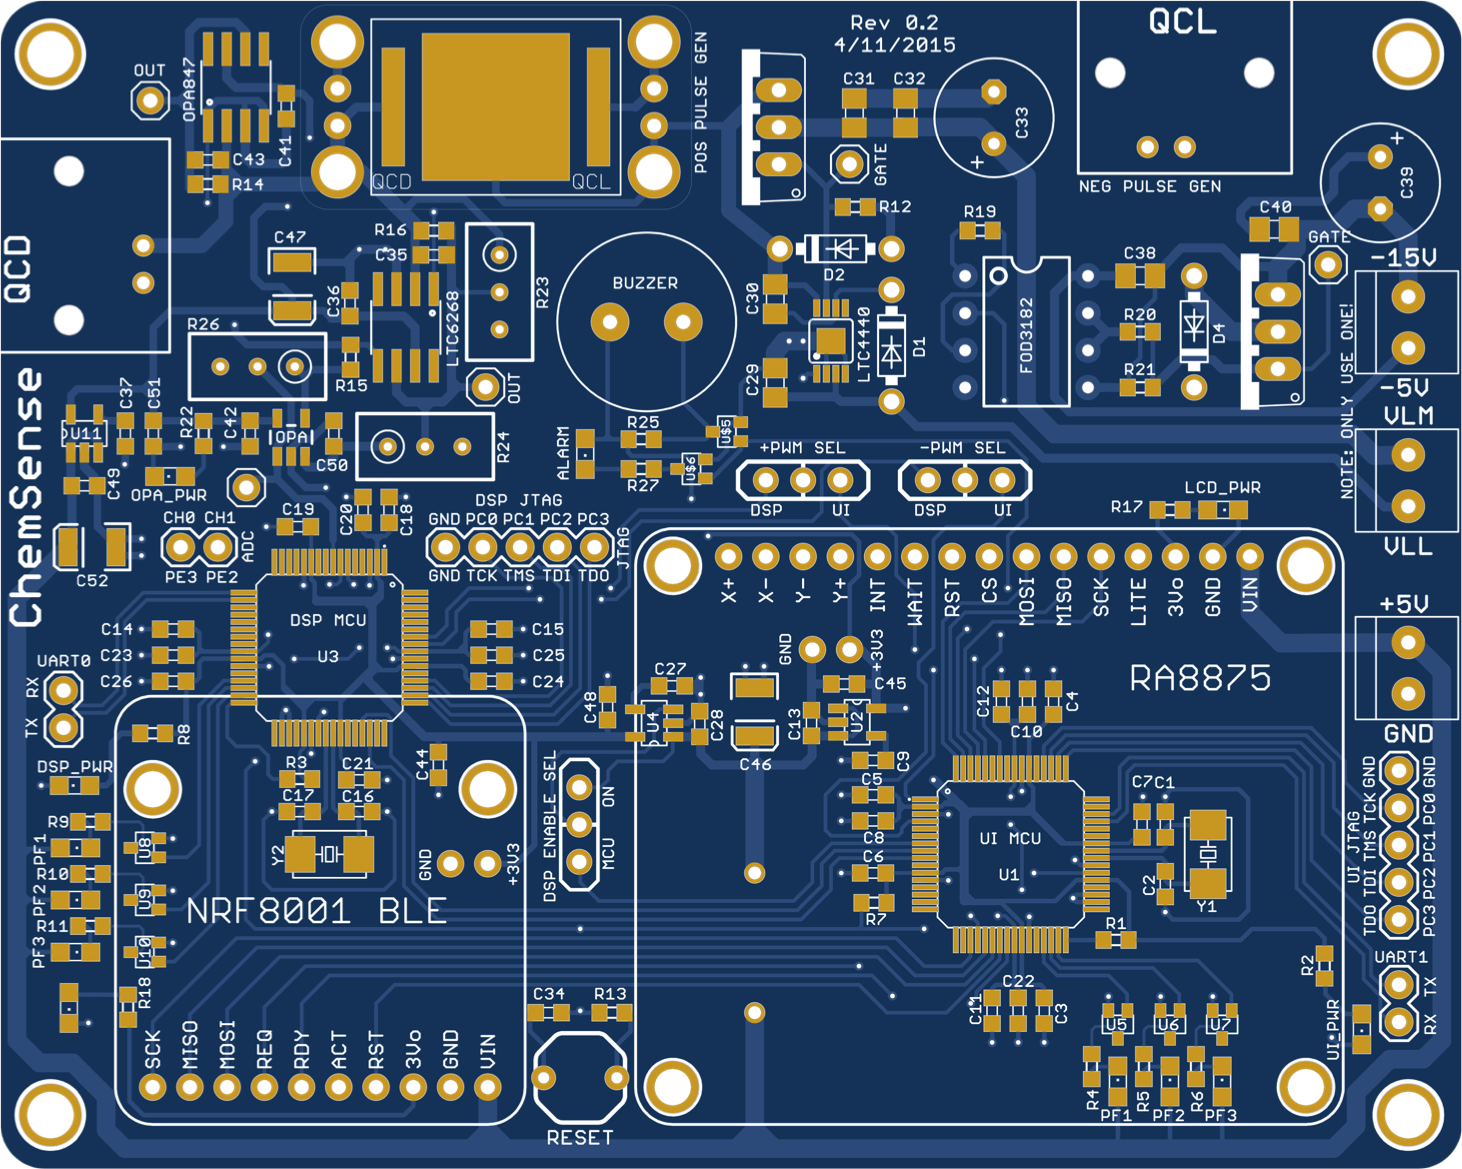 Rev 0.2
4/11/2015
QCL
OUT
OPA847
C41
C43
R14
QCD
QCL
POS PULSE GEN
C31
C32
C33
+
GATE
R12
NEG PULSE GEN
+
C39
C40
GATE
QCD
C47
R16
C35
C36
LTC6268
R23
R26
R15
OUT
BUZZER
D2
C30
LTC4440
C29
D1
R19
FOD3182
C38
R20
R21
D4
-15V
-5V
VLM
NOTE: ONLY USE ONE!
VLL
ChemSense
C37
C51
R22
C42
U11
OPA
C50
R24
C49
OPA_PWR
ALARM
R25
R27
U$5
U$6
+PWM SEL
DSP
UI
-PWM SEL
DSP
UI
R17
LCD_PWR
C52
CH0 CH1
PE3 PE2
ADC
C19
C20
C18
DSP JTAG
GND PC0 PC1 PC2 PC3
GND TCK TMS TDI TDO
JTAG
X+
X-
Y-
Y+
INT
WAIT
RST
CS
MOSI
MISO
SCK
LITE
3Vo
GND
VIN
+5V
GND
DSP MCU
U3
C14
C23
C26
C15
C25
C24
UART0
RX
TX
R8
GND
+3V3
C27
C48
U4
C28
C46
C45
C13
U2
C9
C12
C10
C4
RA8875
DSP_PWR
R9
PF1
R10
PF2
R11
PF3
U8
U9
U10
R18
R3
C21
C17
C16
C44
Y2
GND
+3V3
NRF8001 BLE
DSP ENABLE SEL
ON
MCU
C5
C8
C6
R7
UI MCU
U1
C7
C1
C2
Y1
R1
UI JTAG
GND
TCK
TMS
TDI
TDO
GND
PC0
PC1
PC2
PC3
UART1
TX
RX
R2
UI_PWR
C34
R13
RESET
C11
C22
C3
U5
U6
U7
R4
R5
R6
PF1
PF2
PF3
SCK
MISO
MOSI
REQ
RDY
ACT
RST
3Vo
GND
VIN